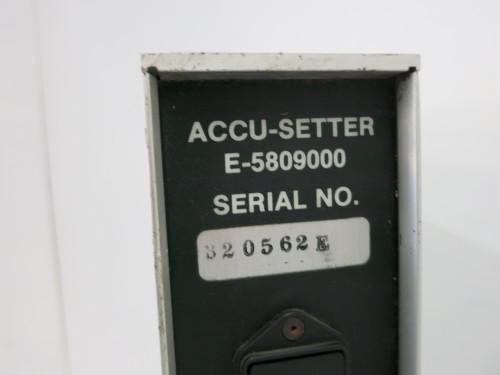 ACCU-SETTER
E-5809000
SERIAL NO.
320562E